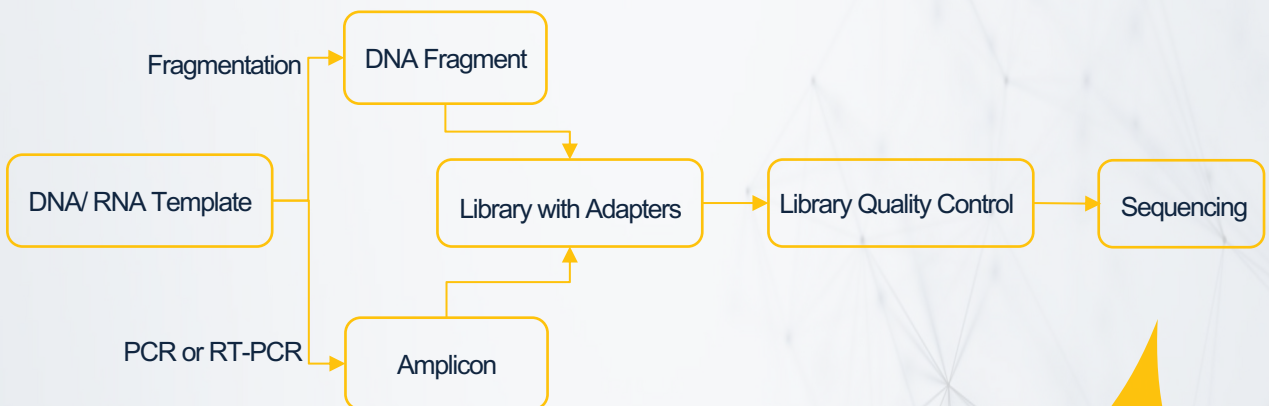 DNA Fragment
Fragmentation
DNA/ RNA Template
Library with Adapters
Library Quality Control
Sequencing
PCR or RT-PCR
Amplicon